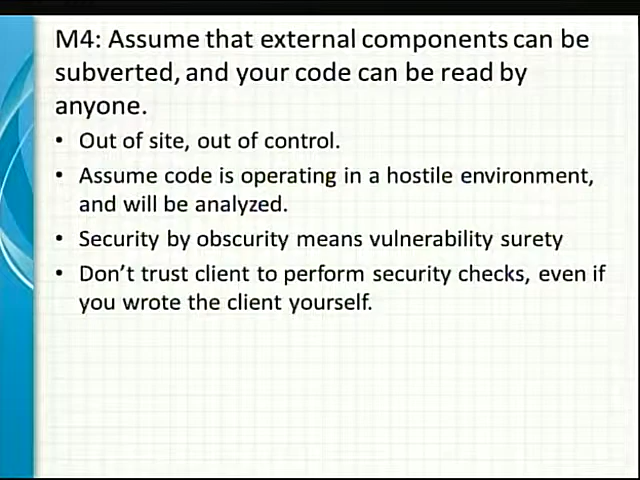 M4: Assume that external components can be
subverted, and your code can be read by
anyone.
• Out of site, out of control.
• Assume code is operating in a hostile environment,
and will be analyzed.
• Security by obscurity means vulnerability surety
• Don't trust client to perform security checks, even if
you wrote the client yourself.